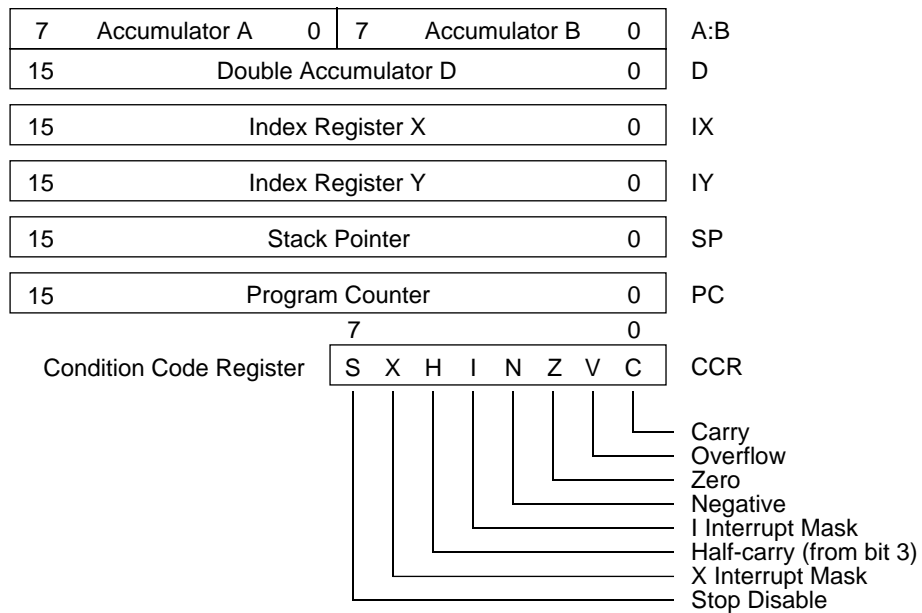 7 Accumulator A 0 7 Accumulator B 0 A:B
15 Double Accumulator D 0 D
15 Index Register X 0 IX
15 Index Register Y 0 IY
15 Stack Pointer 0 SP
15 Program Counter 0 PC
7 0
Condition Code Register S X H I N Z V C CCR
Carry
Overflow
Zero
Negative
I Interrupt Mask
Half-carry (from bit 3)
X Interrupt Mask
Stop Disable